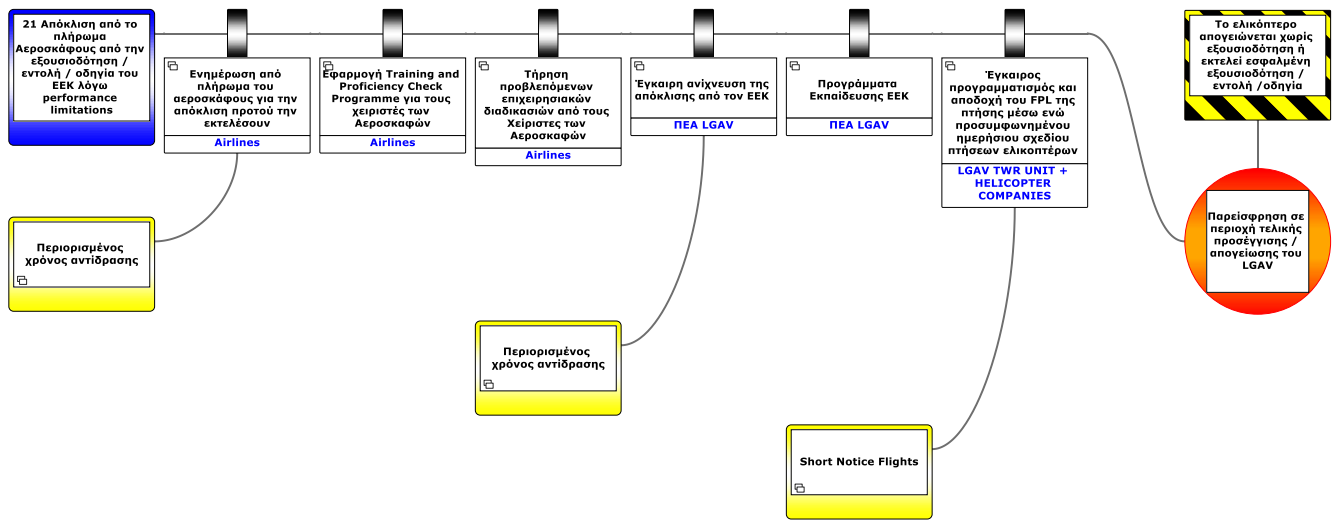 21 Απόκλιση από το
πλήρωμα
Αεροσκάφους από την
εξουσιοδότηση /
εντολή / οδηγία του
ΕΕΚ λόγω
performance
limitations
Ενημέρωση από
πλήρωμα του
αεροσκάφους για την
απόκλιση προτού την
εκτελέσουν
Airlines
Εφαρμογή Training and
Proficiency Check
Programme για τους
χειριστές των
Αεροσκαφών
Airlines
Τήρηση
προβλεπόμενων
επιχειρησιακών
διαδικασιών από τους
Χείριστες των
Αεροσκαφών
Airlines
Έγκαιρη ανίχνευση της
απόκλισης από τον ΕΕΚ
ΠΕΑ LGAV
Προγράμματα
Εκπαίδευσης ΕΕΚ
ΠΕΑ LGAV
Έγκαιρος
προγραμματισμός και
αποδοχή του FPL της
πτήσης μέσω ενώ
προσυμφωνημένου
ημερήσιου σχεδίου
πτήσεων ελικοπτέρων
LGAV TWR UNIT +
HELICOPTER
COMPANIES
Το ελικόπτερο
απογειώνεται χωρίς
εξουσιοδότηση ή
εκτελεί εσφαλμένη
εξουσιοδότηση /
εντολή /οδηγία
Παρείσφρηση σε
περιοχή τελικής
προσέγγισης /
απογείωσης του
LGAV
Περιορισμένος
χρόνος αντίδρασης
Περιορισμένος
χρόνος αντίδρασης
Short Notice Flights